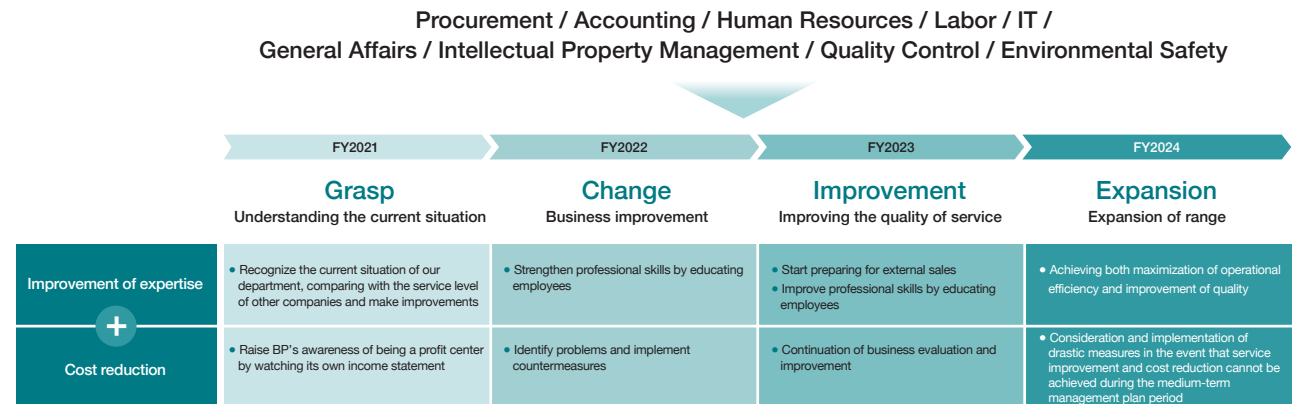 Procurement / Accounting / Human Resources / Labor / IT /
General Affairs / Intellectual Property Management / Quality Control / Environmental Safety
FY2021
FY2022
FY2023
FY2024
Grasp
Understanding the current situation
Change
Business improvement
Improvement
Improving the quality of service
Expansion
Expansion of range
Improvement of expertise
• Recognize the current situation of our
department, comparing with the service level
of other companies and make improvements
• Strengthen professional skills by educating
employees
• Start preparing for external sales
• Improve professional skills by educating
employees
• Achieving both maximization of operational
efficiency and improvement of quality
+
Cost reduction
• Raise BP's awareness of being a profit center
by watching its own income statement
• Identify problems and implement
countermeasures
• Continuation of business evaluation and
improvement
• Consideration and implementation of
drastic measures in the event that service
improvement and cost reduction cannot be
achieved during the medium-term
management plan period